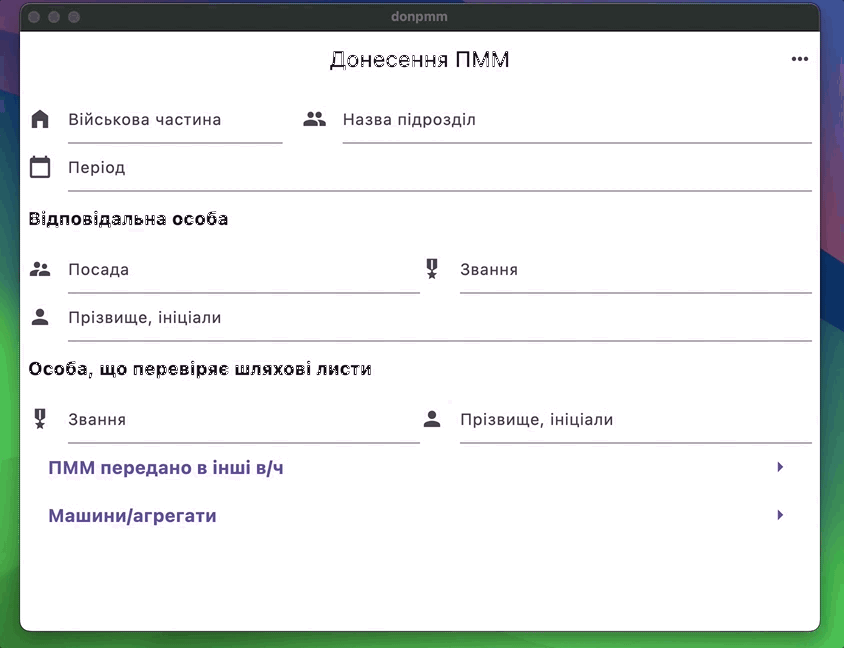 donpmm
Донесення ПММ
Військова частина Назва підрозділ
Період
Відповідальна особа
Посада Звання
Прізвище, ініціали
Особа, що перевіряє шляхові листи
Звання Прізвище, ініціали
ПММ передано в інші в/ч
Машини/агрегати